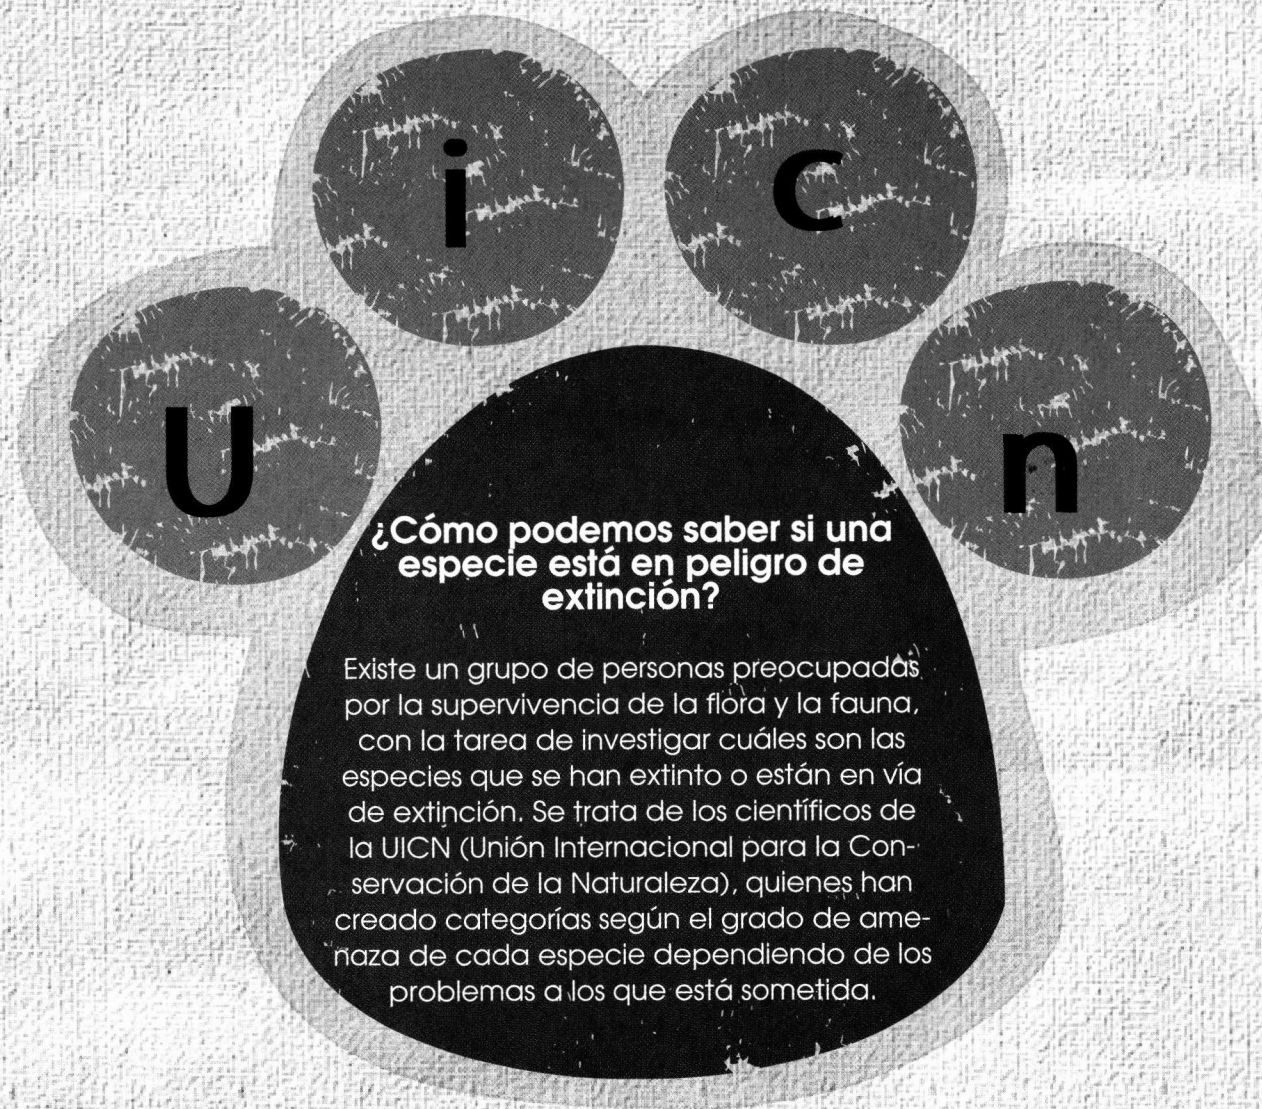 U i c n
¿Cómo podemos saber si una
especie está en peligro de
extinción?
Existe un grupo de personas preocupadas
por la supervivencia de la flora y la fauna,
con la tarea de investigar cuáles son las
especies que se han extinto o están en vía
de extinción. Se trata de los científicos de
la UICN (Unión Internacional para la Con-
servación de la Naturaleza), quienes han
creado categorías según el grado de ame-
naza de cada especie dependiendo de los
problemas a los que está sometida.